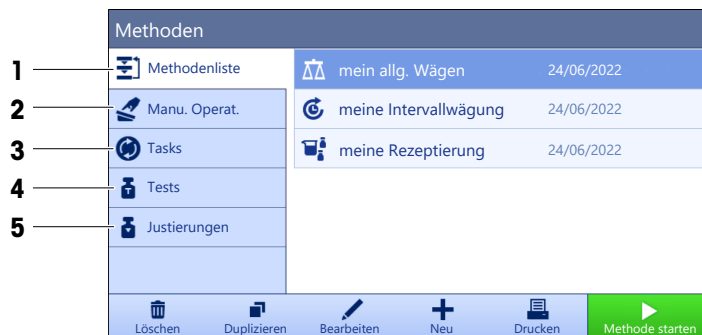 Methoden
1 Methodenliste
mein allg. Wägen 24/06/2022
2 Manu. Operat.
meine Intervallwägung 24/06/2022
3 Tasks
meine Rezeptierung 24/06/2022
4 Tests
5 Justierungen
Löschen Duplizieren Bearbeiten Neu Drucken Methode starten